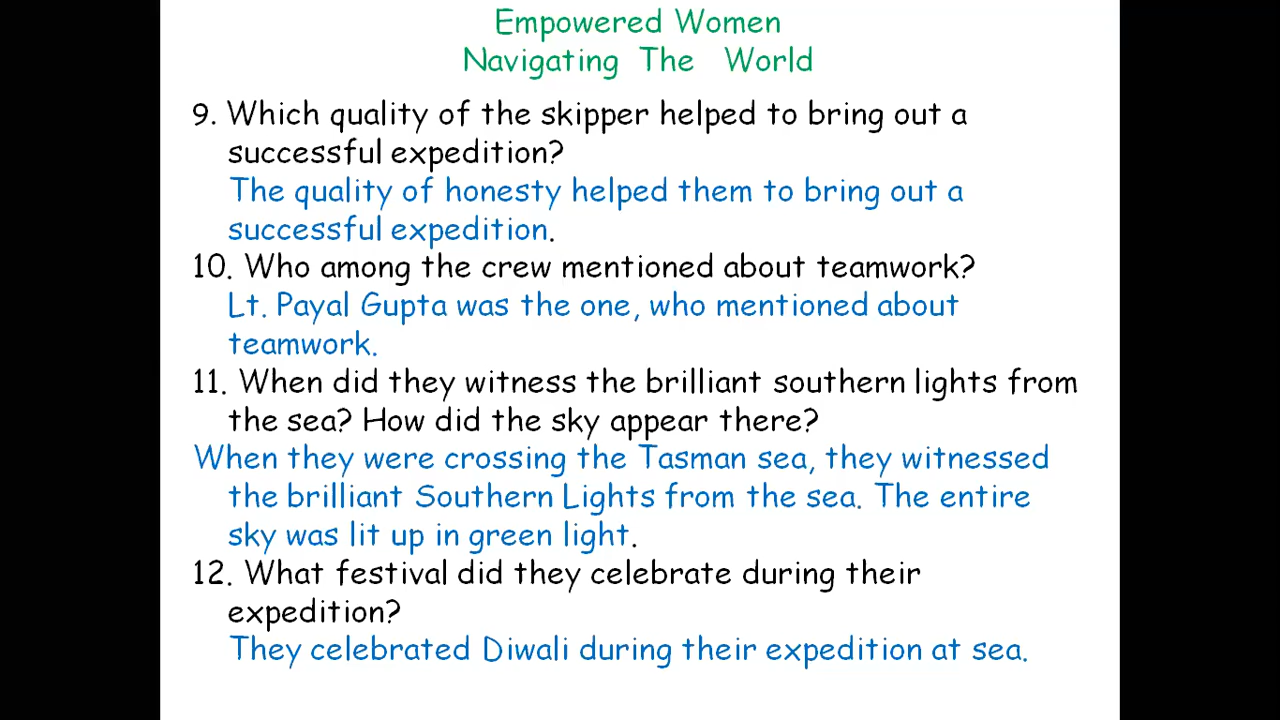 Empowered Women
Navigating The World
9. Which quality of the skipper helped to bring out a
successful expedition?
The quality of honesty helped them to bring out a
successful expedition.
10. Who among the crew mentioned about teamwork?
Lt. Payal Gupta was the one, who mentioned about
teamwork.
11. When did they witness the brilliant southern lights from
the sea? How did the sky appear there?
When they were crossing the Tasman sea, they witnessed
the brilliant Southern Lights from the sea. The entire
sky was lit up in green light.
12. What festival did they celebrate during their
expedition?
They celebrated Diwali during their expedition at sea.